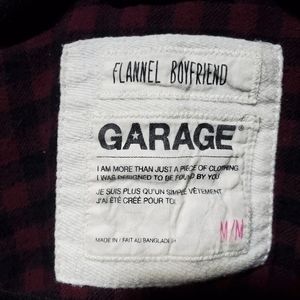 FLANNEL BOYFRIEND
GARAGE®
I AM MORE THAN JUST A PIECE OF CLOTHING
I WAS DESIGNED TO BE FOUND BY YOU
JE SUIS PLUS QU'UN SIMPLE VÊTEMENT
J'AI ÉTÉ CRÉÉ POUR TOI
MADE IN / FAIT AU BANGLADESH
M/M